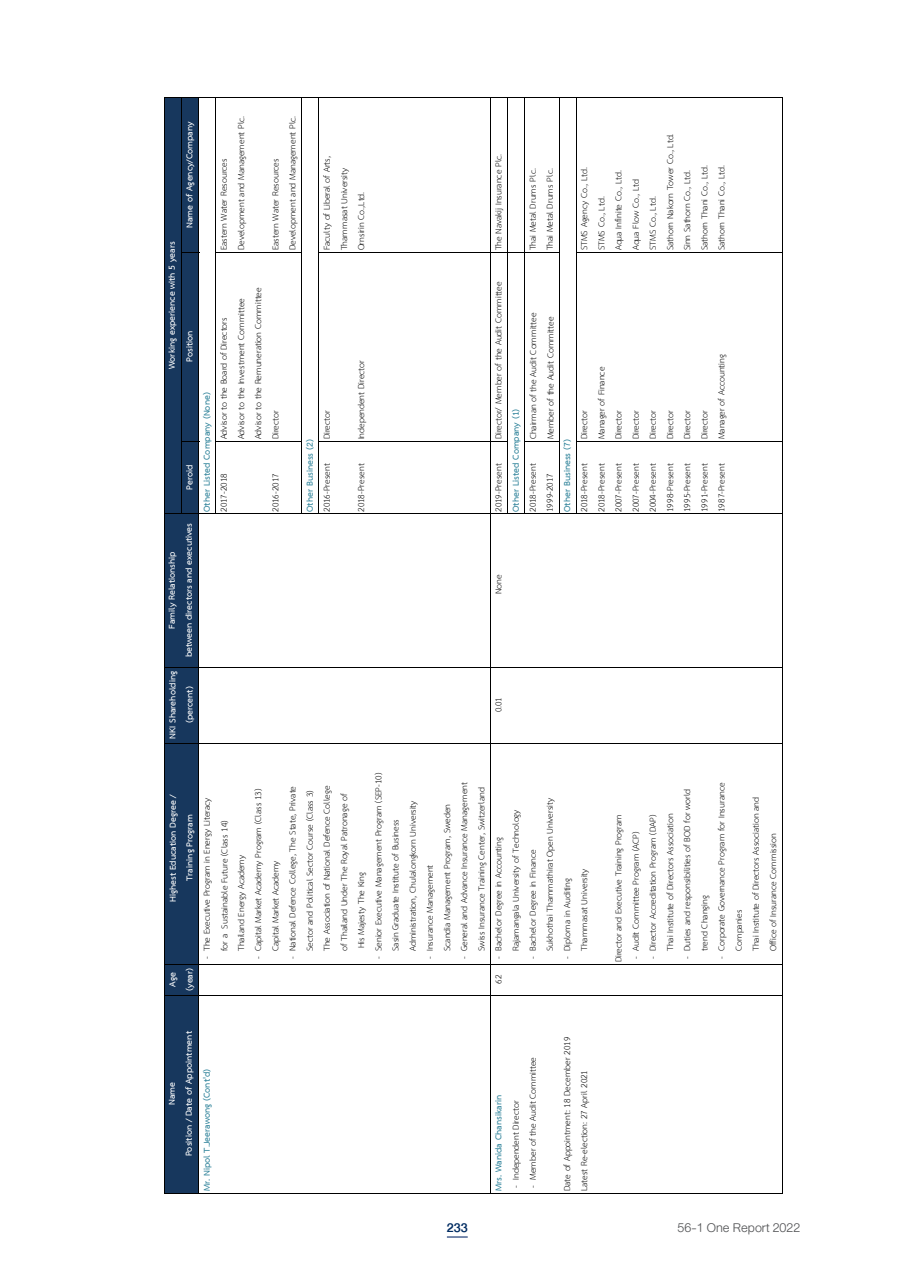 Name
Position / Date of Appointment
Age
(year)
Highest Education Degree /
Training Program
NKI Shareholding
(percent)
Family Relationship
between directors and executives
Working experience with 5 years
Peroid
Position
Name of Agency/Company
Mr. Nipol T.Jeerawong (Cont'd)
- The Executive Program in Energy Literacy
for a Sustainable Future (Class 14)
Thailand Energy Academy
- Capital Market Academy Program (Class 13)
Capital Market Academy
- National Defence College, The State, Private
Sector and Political Sector Course (Class 3)
The Association of National Defence College
of Thailand Under The Royal Patronage of
His Majesty The King
- Senior Executive Management Program (SEP-10)
Sasin Graduate Institute of Business
Administration, Chulalongkorn University
- Insurance Management
Scandia Management Program, Sweden
- General and Advance Insurance Management
Swiss Insurance Training Center, Switzerland
Other Listed Company (None)
2017-2018 Advisor to the Board of Directors Eastern Water Resources
Advisor to the Investment Committee Development and Management Plc.
Advisor to the Remuneration Committee
2016-2017 Director Eastern Water Resources
Development and Management Plc.
Other Business (2)
2016-Present Director Faculty of Liberal of Arts,
Thammasat University
2018-Present Independent Director Ornsirin Co.,Ltd.
Mrs. Wanida Chansikarin
- Independent Director
- Member of the Audit Committee
Date of Appointment: 18 December 2019
Latest Re-election: 27 April 2021
62
- Bachelor Degree in Accounting
Rajamangala University of Technology
- Bachelor Degree in Finance
Sukhothai Thammathirat Open University
- Diploma in Auditing
Thammasat University
Director and Executive Training Program
- Audit Committee Program (ACP)
- Director Accreditation Program (DAP)
Thai Institute of Directors Association
- Duties and responsibilities of BOD for world
trend Changing
- Corporate Governance Program for Insurance
Companies
Thai Institute of Directors Association and
Office of Insurance Commission
0.01
None
2019-Present Director/ Member of the Audit Committee The Navakij Insurance Plc.
Other Listed Company (1)
2018-Present Chairman of the Audit Committee Thai Metal Drums Plc.
1999-2017 Member of the Audit Committee Thai Metal Drums Plc.
Other Business (7)
2018-Present Director STMS Agency Co., Ltd.
2018-Present Manager of Finance STMS Co., Ltd.
2007-Present Director Aqua Infinite Co., Ltd.
2007-Present Director Aqua Flow Co., Ltd
2004-Present Director STMS Co., Ltd.
1998-Present Director Sathorn Nakorn Tower Co., Ltd.
1995-Present Director Sinn Sathorn Co., Ltd.
1991-Present Director Sathorn Thani Co., Ltd.
1987-Present Manager of Accounting Sathorn Thani Co., Ltd.
233
56-1 One Report 2022